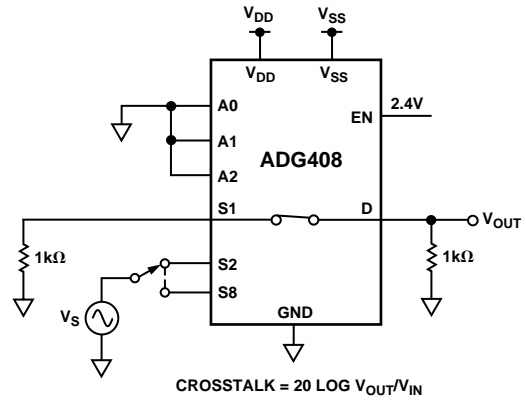 VDD VSS
VDD VSS
A0
A1
A2
EN 2.4V
ADG408
S1 D VOUT
1kΩ 1kΩ
S2
S8
VS
GND
CROSSTALK = 20 LOG VOUT/VIN